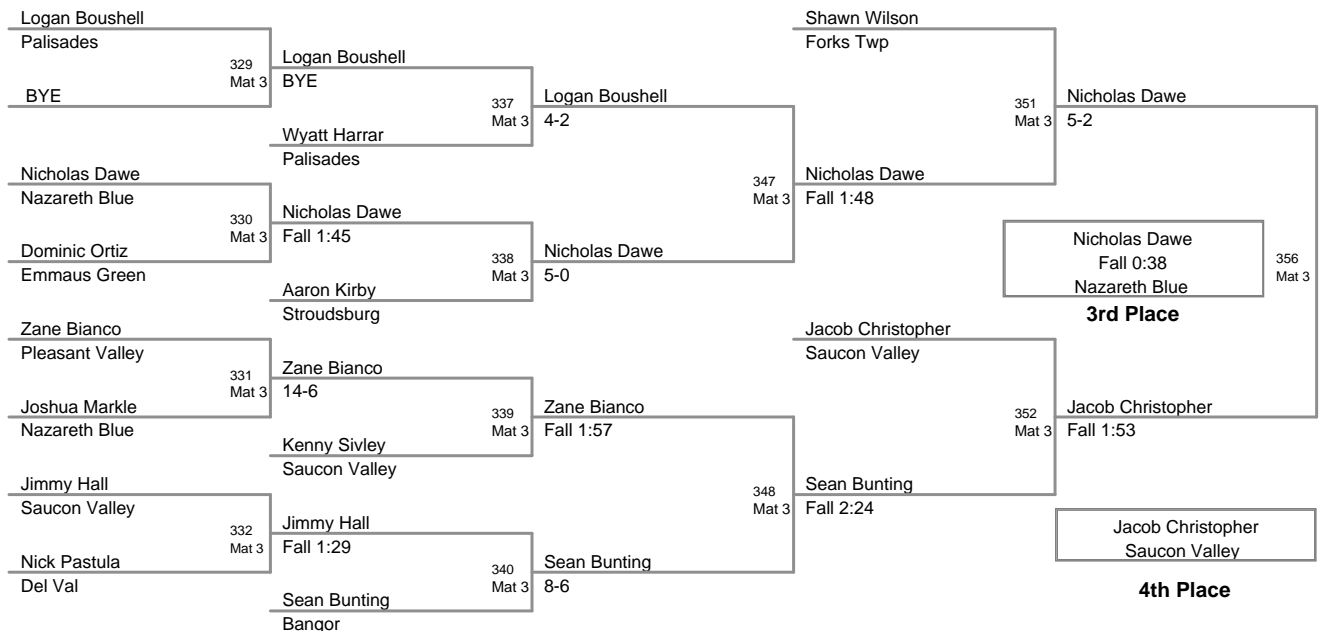 Logan Boushell
Palisades
329
Mat 3
BYE
Logan Boushell
BYE
337
Mat 3
Wyatt Harrar
Palisades
Logan Boushell
4-2
Nicholas Dawe
Nazareth Blue
330
Mat 3
Dominic Ortiz
Emmaus Green
Nicholas Dawe
Fall 1:45
338
Mat 3
Aaron Kirby
Stroudsburg
Nicholas Dawe
5-0
347
Mat 3
Zane Bianco
Pleasant Valley
331
Mat 3
Joshua Markle
Nazareth Blue
Zane Bianco
14-6
339
Mat 3
Kenny Sivley
Saucon Valley
Zane Bianco
Fall 1:57
Jimmy Hall
Saucon Valley
332
Mat 3
Nick Pastula
Del Val
Jimmy Hall
Fall 1:29
340
Mat 3
Sean Bunting
Bangor
Sean Bunting
8-6
348
Mat 3
Shawn Wilson
Forks Twp
351
Mat 3
Nicholas Dawe
Fall 1:48
Nicholas Dawe
5-2
Jacob Christopher
Saucon Valley
352
Mat 3
Sean Bunting
Fall 2:24
Jacob Christopher
Fall 1:53
356
Mat 3
Nicholas Dawe
Fall 0:38
Nazareth Blue
3rd Place
Jacob Christopher
Saucon Valley
4th Place